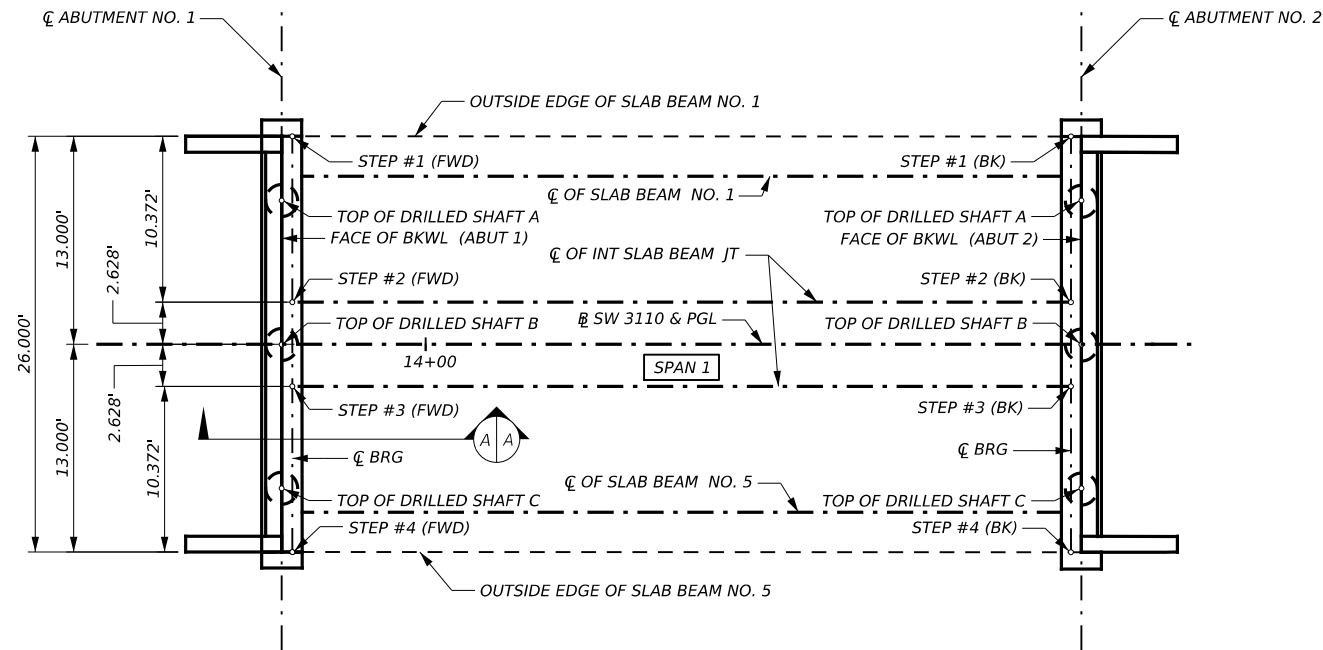 ℄ ABUTMENT NO. 1
℄ ABUTMENT NO. 2
OUTSIDE EDGE OF SLAB BEAM NO. 1
STEP #1 (FWD)
STEP #1 (BK)
℄ OF SLAB BEAM NO. 1
TOP OF DRILLED SHAFT A
TOP OF DRILLED SHAFT A
FACE OF BKWL (ABUT 1)
FACE OF BKWL (ABUT 2)
℄ OF INT SLAB BEAM JT
STEP #2 (FWD)
STEP #2 (BK)
TOP OF DRILLED SHAFT B
BL SW 3110 & PGL
TOP OF DRILLED SHAFT B
14+00
SPAN 1
STEP #3 (FWD)
STEP #3 (BK)
A A
℄ BRG
℄ BRG
℄ OF SLAB BEAM NO. 5
TOP OF DRILLED SHAFT C
TOP OF DRILLED SHAFT C
STEP #4 (FWD)
STEP #4 (BK)
OUTSIDE EDGE OF SLAB BEAM NO. 5
26.000'
13.000'
13.000'
2.628'
2.628'
10.372'
10.372'